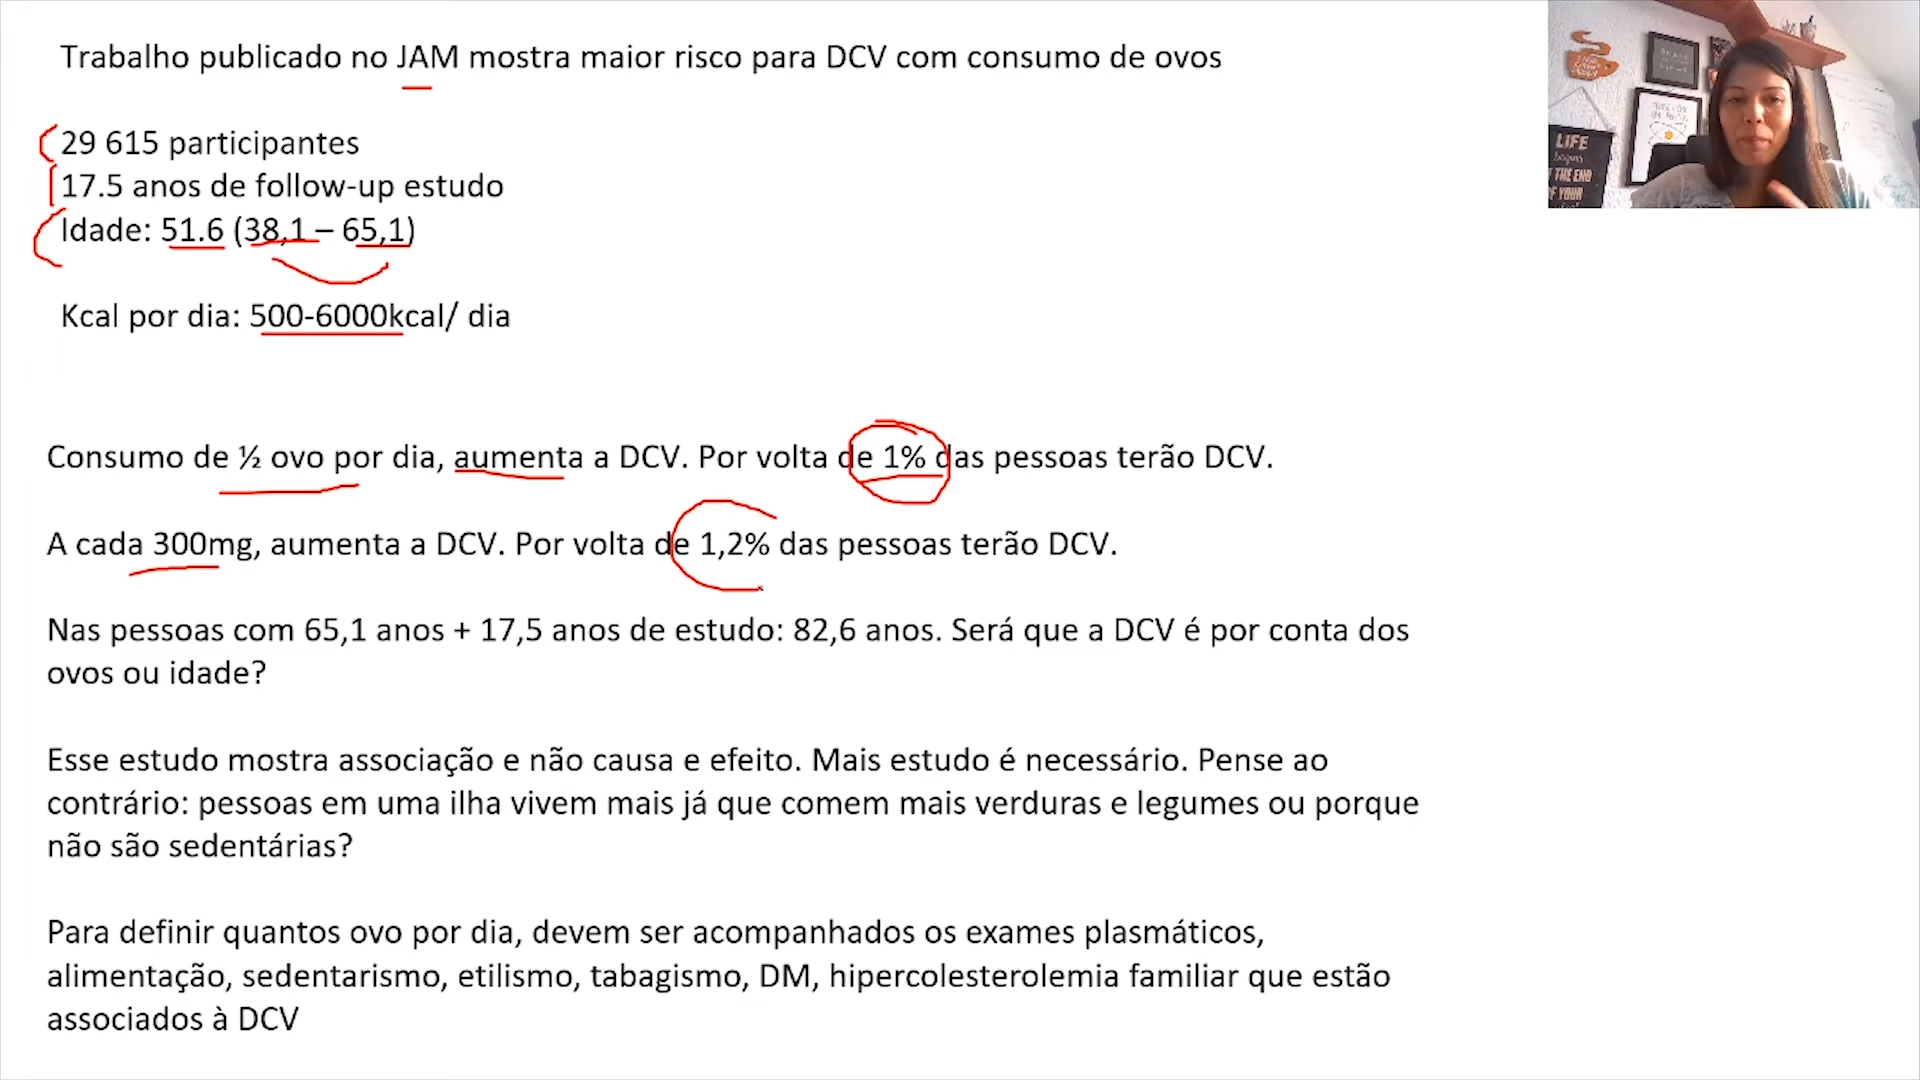 Trabalho publicado no JAM mostra maior risco para DCV com consumo de ovos
29 615 participantes
17.5 anos de follow-up estudo
Idade: 51.6 (38,1 – 65,1)
Kcal por dia: 500-6000kcal/ dia
Consumo de ½ ovo por dia, aumenta a DCV. Por volta de 1% das pessoas terão DCV.
A cada 300mg, aumenta a DCV. Por volta de 1,2% das pessoas terão DCV.
Nas pessoas com 65,1 anos + 17,5 anos de estudo: 82,6 anos. Será que a DCV é por conta dos
ovos ou idade?
Esse estudo mostra associação e não causa e efeito. Mais estudo é necessário. Pense ao
contrário: pessoas em uma ilha vivem mais já que comem mais verduras e legumes ou porque
não são sedentárias?
Para definir quantos ovo por dia, devem ser acompanhados os exames plasmáticos,
alimentação, sedentarismo, etilismo, tabagismo, DM, hipercolesterolemia familiar que estão
associados à DCV
LIFE
begins
THE END
OF YOUR